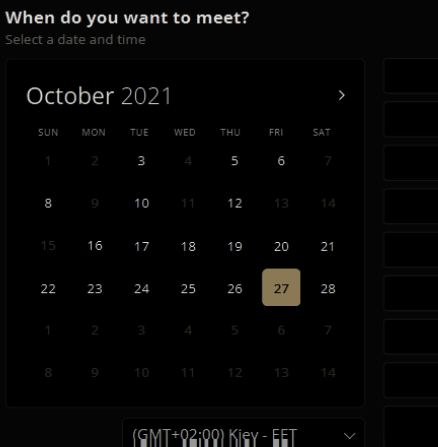 When do you want to meet?
Select a date and time
October 2021 >
SUN MON TUE WED THU FRI SAT
1 2 3 4 5 6 7
8 9 10 11 12 13 14
15 16 17 18 19 20 21
22 23 24 25 26 27 28
1 2 3 4 5 6 7
8 9 10 11 12 13 14
(GMT+02:00) Kiev - EET